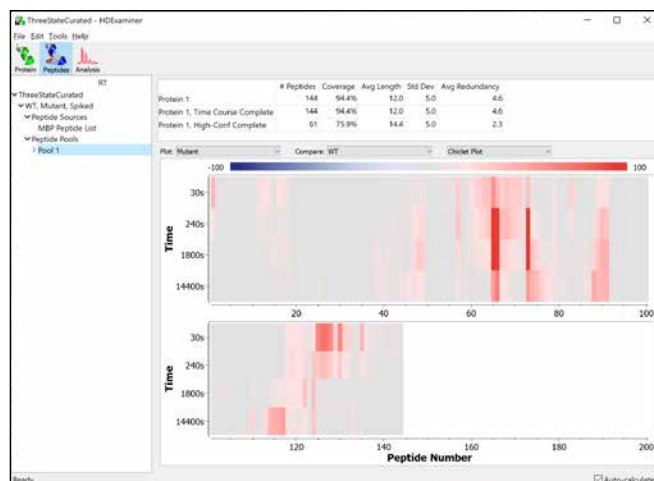 ThreeStateCurated - HDExaminer
File Edit Tools Help
Protein Peptides Analysis
RT
ThreeStateCurated
WT, Mutant, Spiked
Peptide Sources
MBP Peptide List
Peptide Pools
Pool 1
# Peptides Coverage Avg Length Std Dev Avg Redundancy
Protein 1 144 94.4% 12.0 5.0 4.6
Protein 1, Time Course Complete 144 94.4% 12.0 5.0 4.6
Protein 1, High-Conf Complete 61 75.9% 14.4 5.0 2.3
Plot: Mutant Compare: WT Chiclet Plot
-100 100
Time
30s
240s
1800s
14400s
20 40 60 80 100
Time
30s
240s
1800s
14400s
120 140 160 180 200
Peptide Number
Ready Auto-calculate